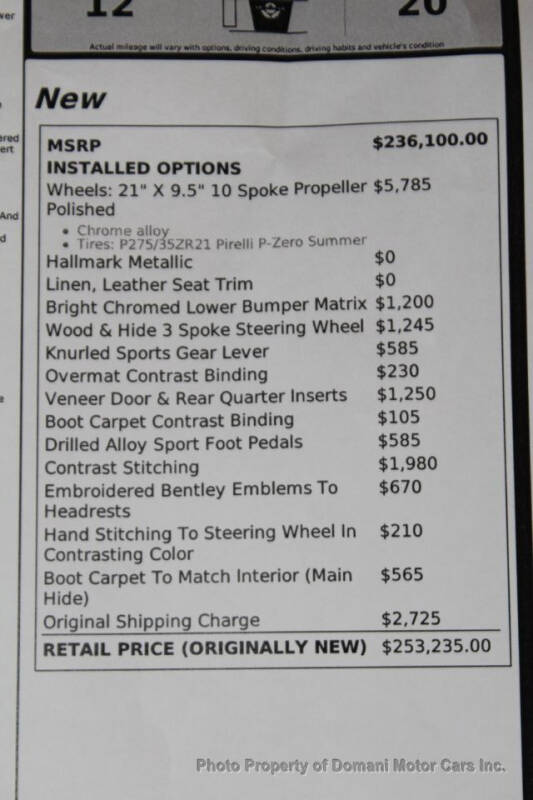 wer
12
20
Actual mileage will vary with options, driving conditions, driving habits and vehicle's condition
New
ered
ert
And
d
e
MSRP $236,100.00
INSTALLED OPTIONS
Wheels: 21" X 9.5" 10 Spoke Propeller $5,785
Polished
• Chrome alloy
• Tires: P275/35ZR21 Pirelli P-Zero Summer
Hallmark Metallic $0
Linen, Leather Seat Trim $0
Bright Chromed Lower Bumper Matrix $1,200
Wood & Hide 3 Spoke Steering Wheel $1,245
Knurled Sports Gear Lever $585
Overmat Contrast Binding $230
Veneer Door & Rear Quarter Inserts $1,250
Boot Carpet Contrast Binding $105
Drilled Alloy Sport Foot Pedals $585
Contrast Stitching $1,980
Embroidered Bentley Emblems To $670
Headrests
Hand Stitching To Steering Wheel In $210
Contrasting Color
Boot Carpet To Match Interior (Main $565
Hide)
Original Shipping Charge $2,725
RETAIL PRICE (ORIGINALLY NEW) $253,235.00
Photo Property of Domani Motor Cars Inc.